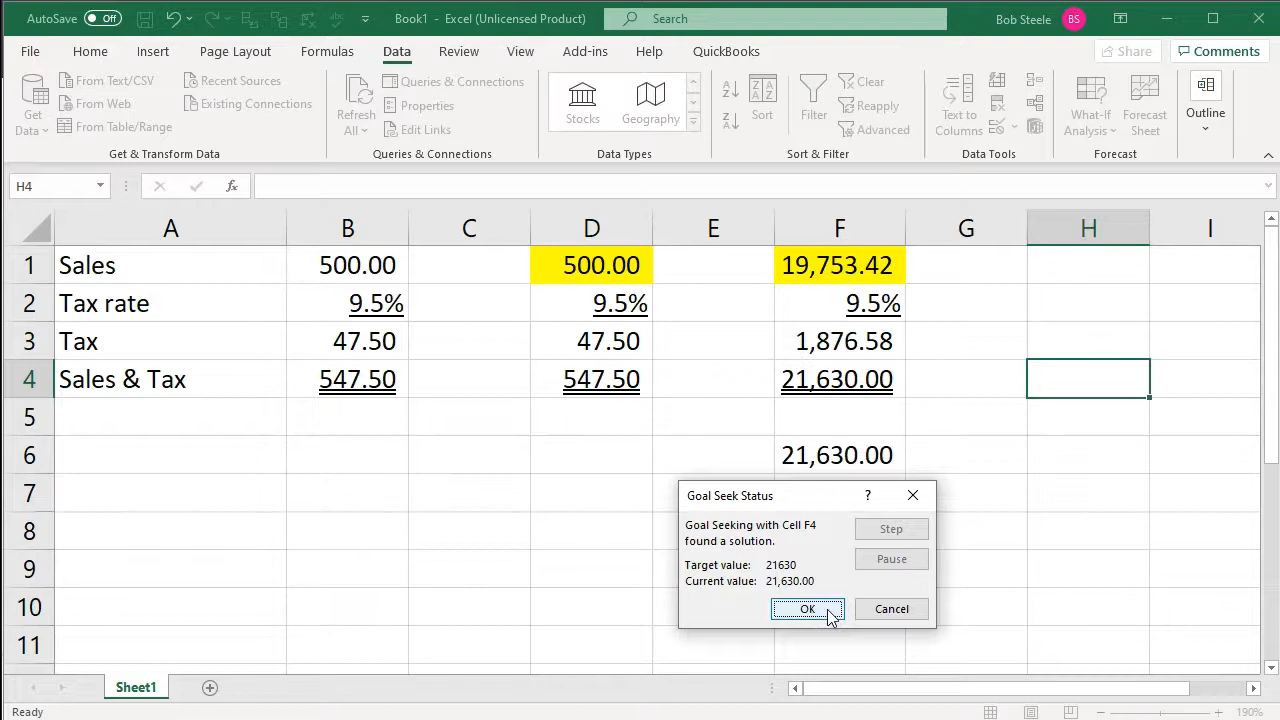 AutoSave Off Book1 - Excel (Unlicensed Product) Search Bob Steele BS
File Home Insert Page Layout Formulas Data Review View Add-ins Help QuickBooks Share Comments
Get Data
From Text/CSV
From Web
From Table/Range
Recent Sources
Existing Connections
Get & Transform Data
Refresh All
Queries & Connections
Properties
Edit Links
Queries & Connections
Stocks Geography
Data Types
Sort Filter
Clear
Reapply
Advanced
Sort & Filter
Text to Columns
Data Tools
What-If Analysis
Forecast Sheet
Forecast
Outline
H4 fx
A B C D E F G H I
1 Sales 500.00 500.00 19,753.42
2 Tax rate 9.5% 9.5% 9.5%
3 Tax 47.50 47.50 1,876.58
4 Sales & Tax 547.50 547.50 21,630.00
5
6 21,630.00
7
8
9
10
11
Goal Seek Status ?
Goal Seeking with Cell F4
found a solution.
Target value: 21630
Current value: 21,630.00
Step
Pause
OK Cancel
Sheet1
Ready 190%